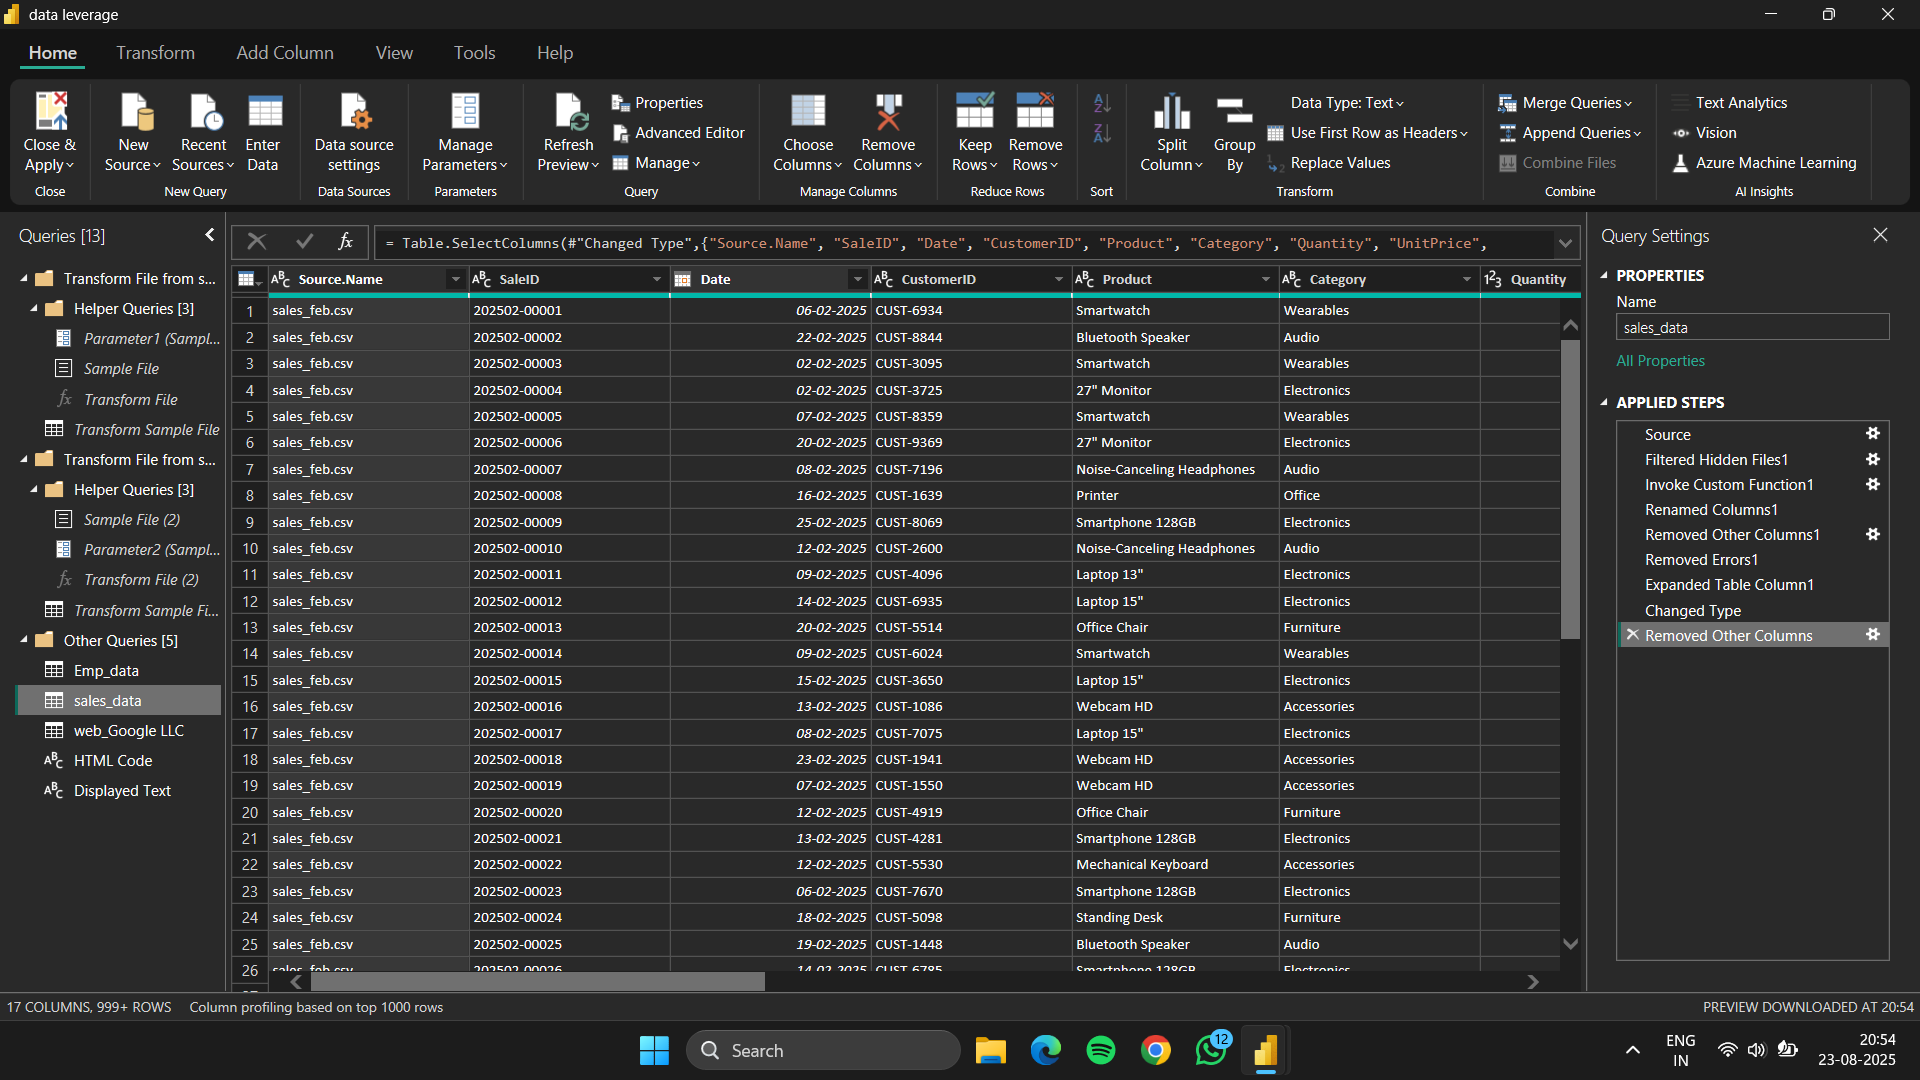 data leverage
Home Transform Add Column View Tools Help
Close & Apply
Close
New Source
Recent Sources
Enter Data
New Query
Data source settings
Data Sources
Manage Parameters
Parameters
Refresh Preview
Properties
Advanced Editor
Manage
Query
Choose Columns
Remove Columns
Manage Columns
Keep Rows
Remove Rows
Reduce Rows
Sort
Split Column
Group By
Data Type: Text
Use First Row as Headers
Replace Values
Transform
Merge Queries
Append Queries
Combine Files
Combine
Text Analytics
Vision
Azure Machine Learning
AI Insights
Queries [13]
Transform File from s...
Helper Queries [3]
Parameter1 (Sampl...
Sample File
fx Transform File
Transform Sample File
Transform File from s...
Helper Queries [3]
Sample File (2)
Parameter2 (Sampl...
fx Transform File (2)
Transform Sample Fi...
Other Queries [5]
Emp_data
sales_data
web_Google LLC
ABC HTML Code
ABC Displayed Text
fx = Table.SelectColumns(#"Changed Type",{"Source.Name", "SaleID", "Date", "CustomerID", "Product", "Category", "Quantity", "UnitPrice",
ABC Source.Name ABC SaleID Date ABC CustomerID ABC Product ABC Category 123 Quantity
1 sales_feb.csv 202502-00001 06-02-2025 CUST-6934 Smartwatch Wearables
2 sales_feb.csv 202502-00002 22-02-2025 CUST-8844 Bluetooth Speaker Audio
3 sales_feb.csv 202502-00003 02-02-2025 CUST-3095 Smartwatch Wearables
4 sales_feb.csv 202502-00004 02-02-2025 CUST-3725 27" Monitor Electronics
5 sales_feb.csv 202502-00005 07-02-2025 CUST-8359 Smartwatch Wearables
6 sales_feb.csv 202502-00006 20-02-2025 CUST-9369 27" Monitor Electronics
7 sales_feb.csv 202502-00007 08-02-2025 CUST-7196 Noise-Canceling Headphones Audio
8 sales_feb.csv 202502-00008 16-02-2025 CUST-1639 Printer Office
9 sales_feb.csv 202502-00009 25-02-2025 CUST-8069 Smartphone 128GB Electronics
10 sales_feb.csv 202502-00010 12-02-2025 CUST-2600 Noise-Canceling Headphones Audio
11 sales_feb.csv 202502-00011 09-02-2025 CUST-4096 Laptop 13" Electronics
12 sales_feb.csv 202502-00012 14-02-2025 CUST-6935 Laptop 15" Electronics
13 sales_feb.csv 202502-00013 20-02-2025 CUST-5514 Office Chair Furniture
14 sales_feb.csv 202502-00014 09-02-2025 CUST-6024 Smartwatch Wearables
15 sales_feb.csv 202502-00015 15-02-2025 CUST-3650 Laptop 15" Electronics
16 sales_feb.csv 202502-00016 13-02-2025 CUST-1086 Webcam HD Accessories
17 sales_feb.csv 202502-00017 08-02-2025 CUST-7075 Laptop 15" Electronics
18 sales_feb.csv 202502-00018 23-02-2025 CUST-1941 Webcam HD Accessories
19 sales_feb.csv 202502-00019 07-02-2025 CUST-1550 Webcam HD Accessories
20 sales_feb.csv 202502-00020 12-02-2025 CUST-4919 Office Chair Furniture
21 sales_feb.csv 202502-00021 13-02-2025 CUST-4281 Smartphone 128GB Electronics
22 sales_feb.csv 202502-00022 12-02-2025 CUST-5530 Mechanical Keyboard Accessories
23 sales_feb.csv 202502-00023 06-02-2025 CUST-7670 Smartphone 128GB Electronics
24 sales_feb.csv 202502-00024 18-02-2025 CUST-5098 Standing Desk Furniture
25 sales_feb.csv 202502-00025 19-02-2025 CUST-1448 Bluetooth Speaker Audio
26 sales_feb.csv 202502-00026 14-02-2025 CUST-6785 Smartphone 128GB Electronics
Query Settings
PROPERTIES
Name
sales_data
All Properties
APPLIED STEPS
Source
Filtered Hidden Files1
Invoke Custom Function1
Renamed Columns1
Removed Other Columns1
Removed Errors1
Expanded Table Column1
Changed Type
Removed Other Columns
17 COLUMNS, 999+ ROWS Column profiling based on top 1000 rows PREVIEW DOWNLOADED AT 20:54
Search
12
ENG
IN
20:54
23-08-2025